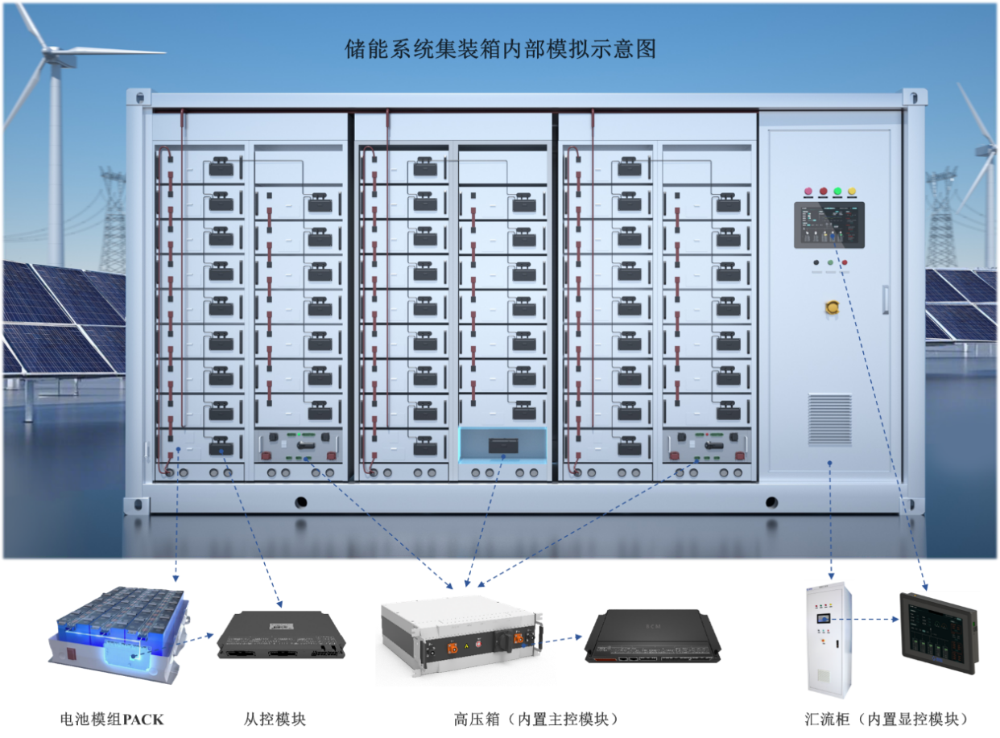 储能系统集装箱内部模拟示意图
电池模组PACK
从控模块
高压箱（内置主控模块）
汇流柜（内置显控模块）